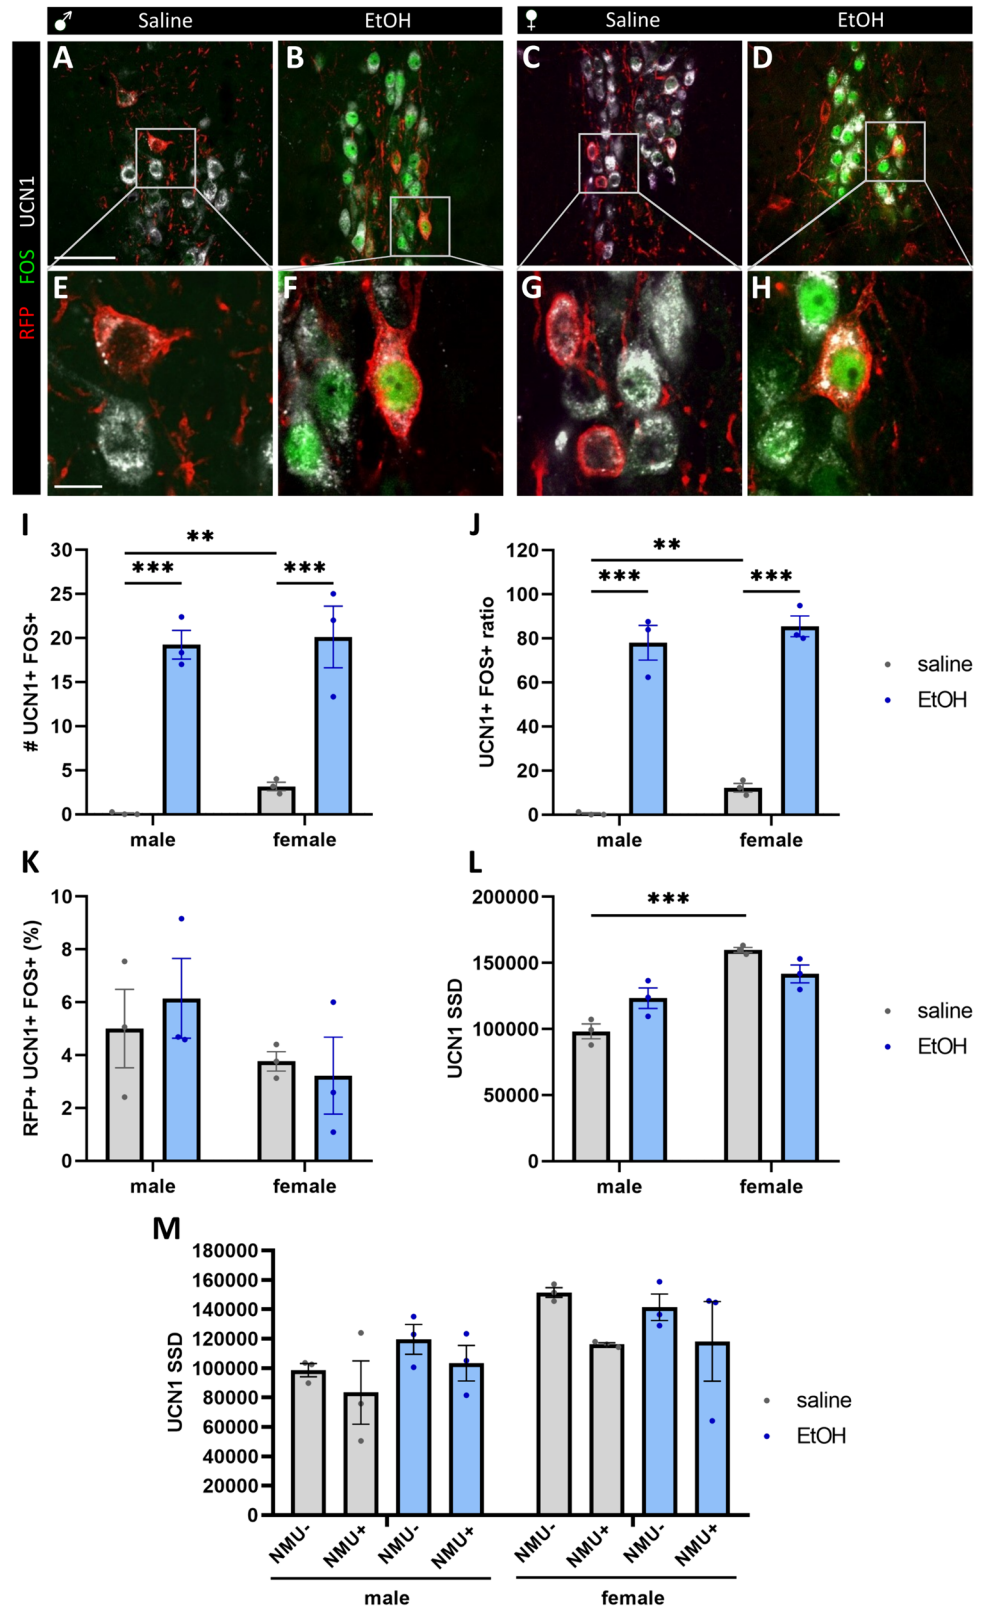 ♂ Saline EtOH ♀ Saline EtOH
RFP FOS UCN1
A B C D
E F G H
I
**
*** ***
# UCN1+ FOS+
30
25
20
15
10
5
0
male female
J
**
*** ***
UCN1+ FOS+ ratio
120
100
80
60
40
20
0
male female
saline
EtOH
K
RFP+ UCN1+ FOS+ (%)
10
8
6
4
2
0
male female
L
***
UCN1 SSD
200000
150000
100000
50000
0
male female
saline
EtOH
M
UCN1 SSD
180000
160000
140000
120000
100000
80000
60000
40000
20000
0
NMU- NMU+ NMU- NMU+ NMU- NMU+ NMU- NMU+
male female
saline
EtOH